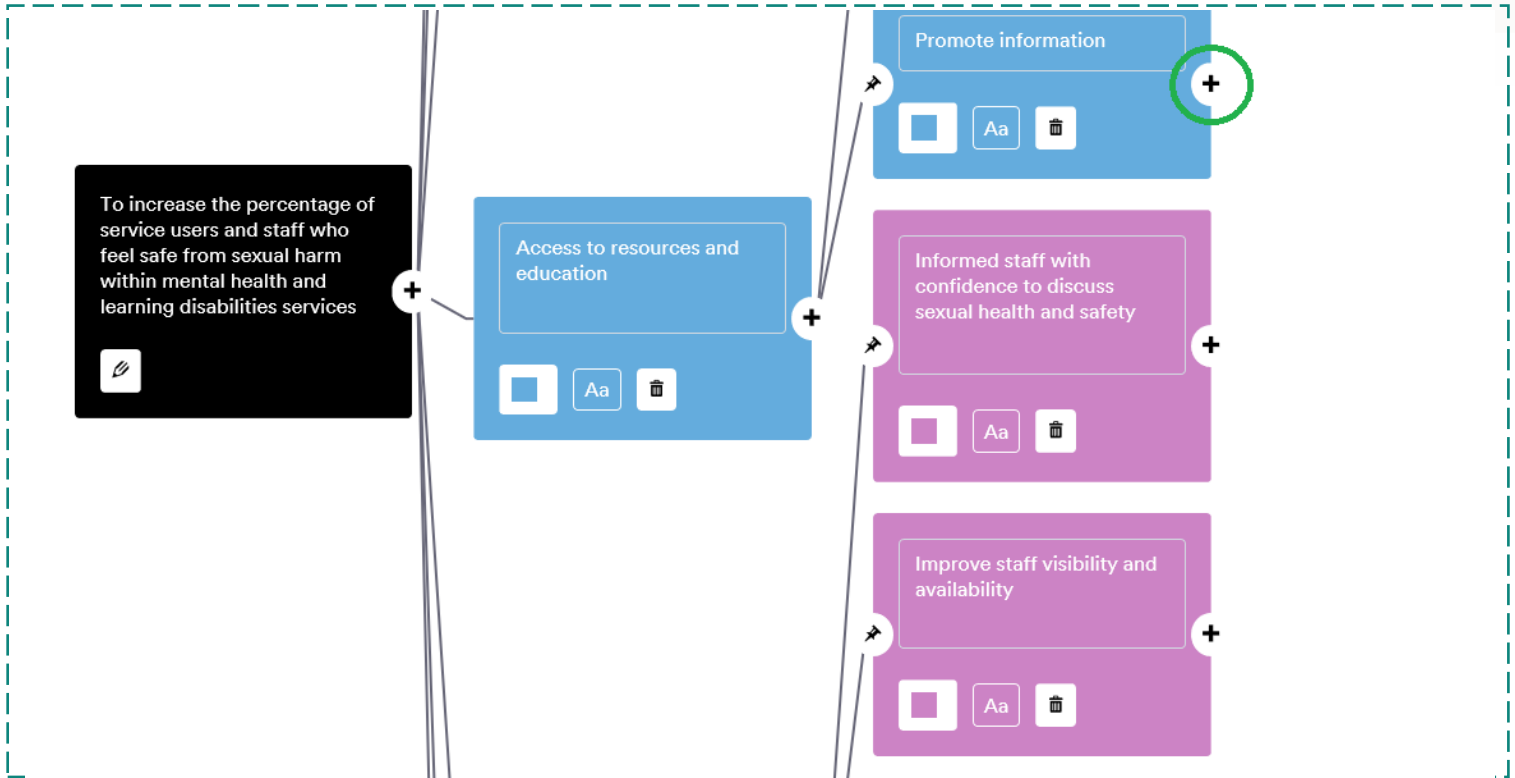 Promote information
Aa
To increase the percentage of
service users and staff who
feel safe from sexual harm
within mental health and
learning disabilities services
Access to resources and
education
Aa
Informed staff with
confidence to discuss
sexual health and safety
Aa
Improve staff visibility and
availability
Aa